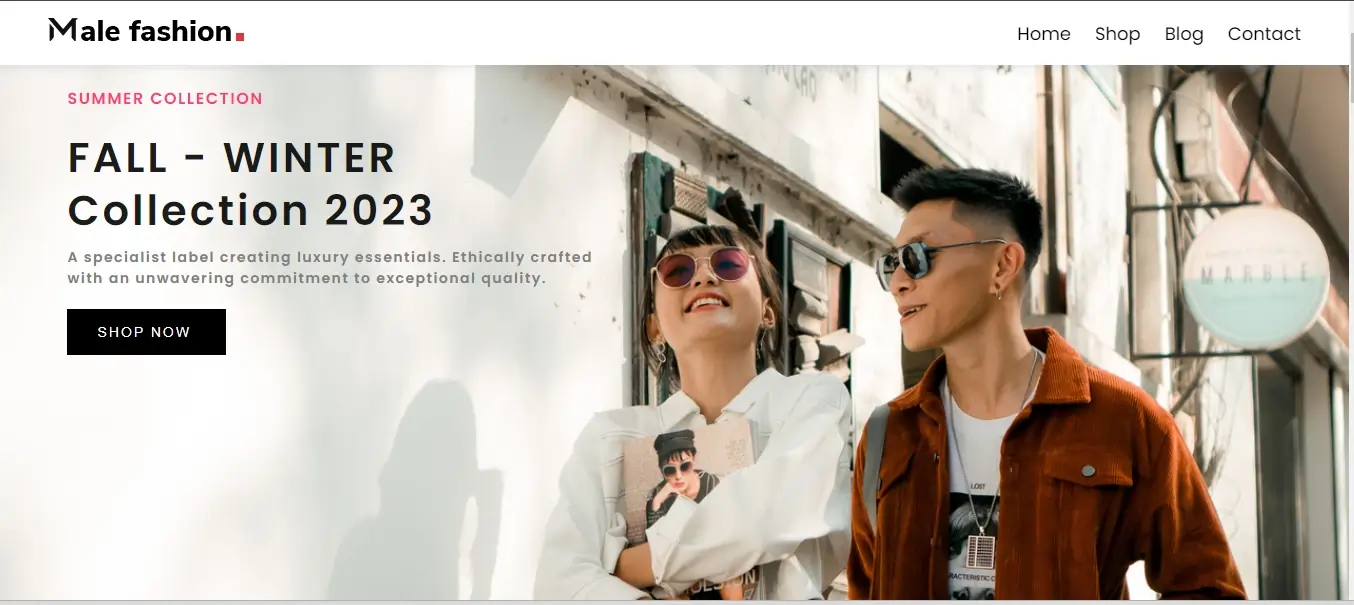 Male fashion.
Home Shop Blog Contact
SUMMER COLLECTION
FALL - WINTER
Collection 2023
A specialist label creating luxury essentials. Ethically crafted
with an unwavering commitment to exceptional quality.
SHOP NOW
MARBLE
LOST